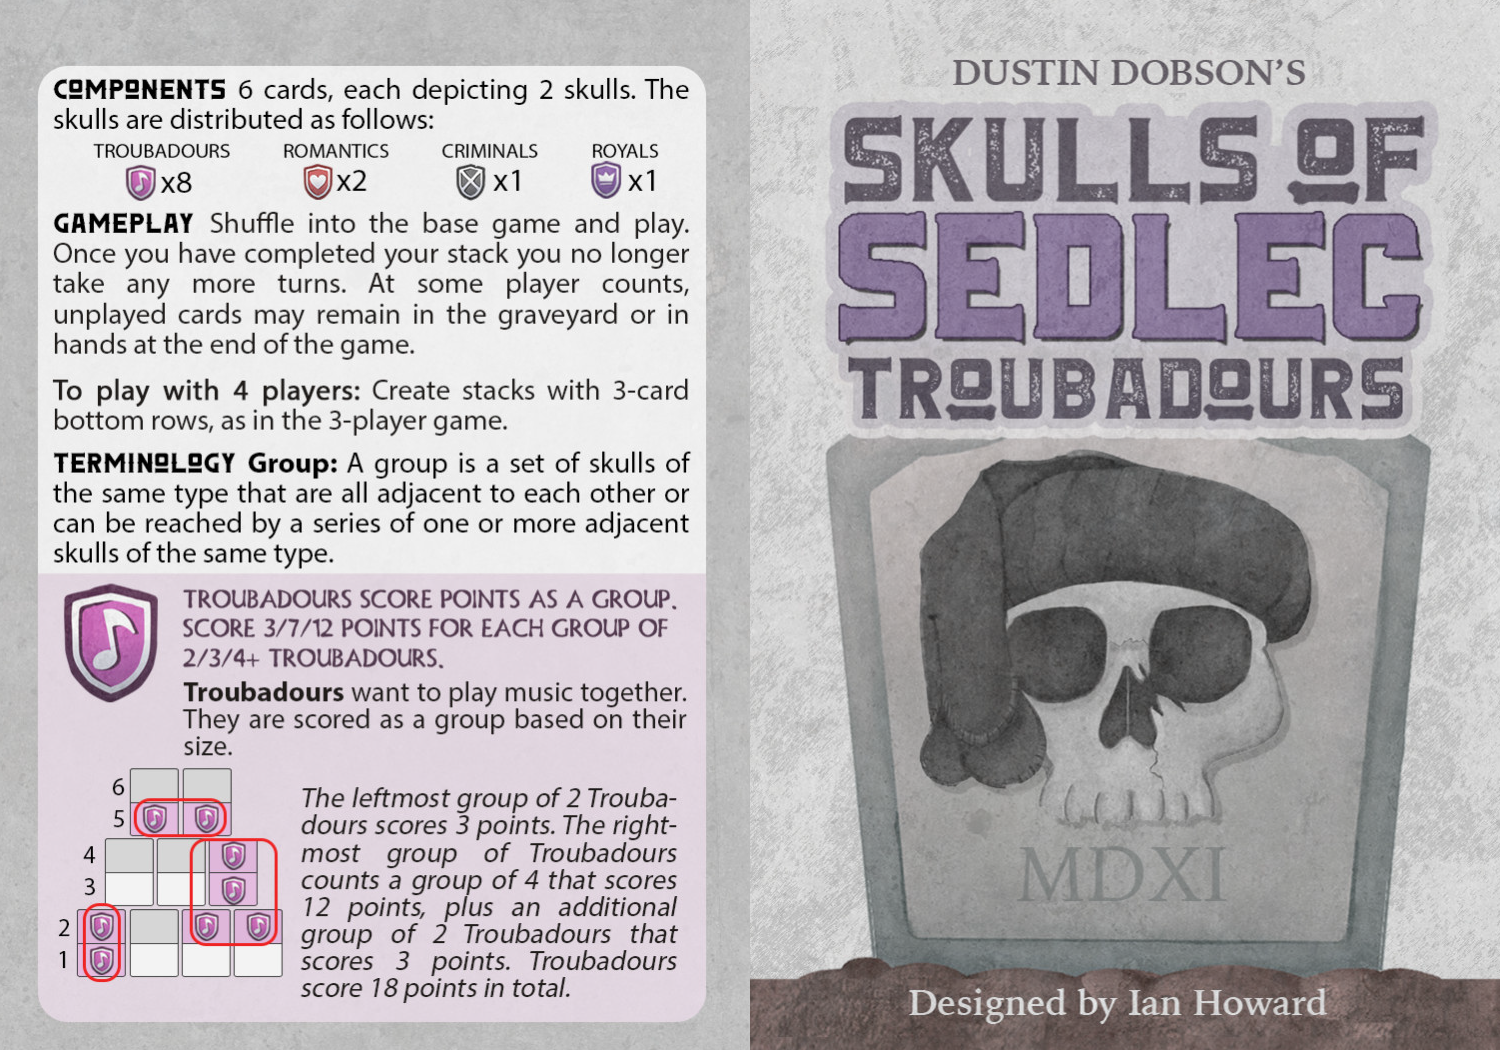 COMPONENTS 6 cards, each depicting 2 skulls. The
skulls are distributed as follows:
TROUBADOURS ROMANTICS CRIMINALS ROYALS
x8 x2 x1 x1
GAMEPLAY Shuffle into the base game and play.
Once you have completed your stack you no longer
take any more turns. At some player counts,
unplayed cards may remain in the graveyard or in
hands at the end of the game.
To play with 4 players: Create stacks with 3-card
bottom rows, as in the 3-player game.
TERMINOLOGY Group: A group is a set of skulls of
the same type that are all adjacent to each other or
can be reached by a series of one or more adjacent
skulls of the same type.
TROUBADOURS SCORE POINTS AS A GROUP.
SCORE 3/7/12 POINTS FOR EACH GROUP OF
2/3/4+ TROUBADOURS.
Troubadours want to play music together.
They are scored as a group based on their
size.
6
5
4
3
2
1
The leftmost group of 2 Trouba-
dours scores 3 points. The right-
most group of Troubadours
counts a group of 4 that scores
12 points, plus an additional
group of 2 Troubadours that
scores 3 points. Troubadours
score 18 points in total.
DUSTIN DOBSON'S
SKULLS OF
SEDLEC
TROUBADOURS
MDXI
Designed by Ian Howard